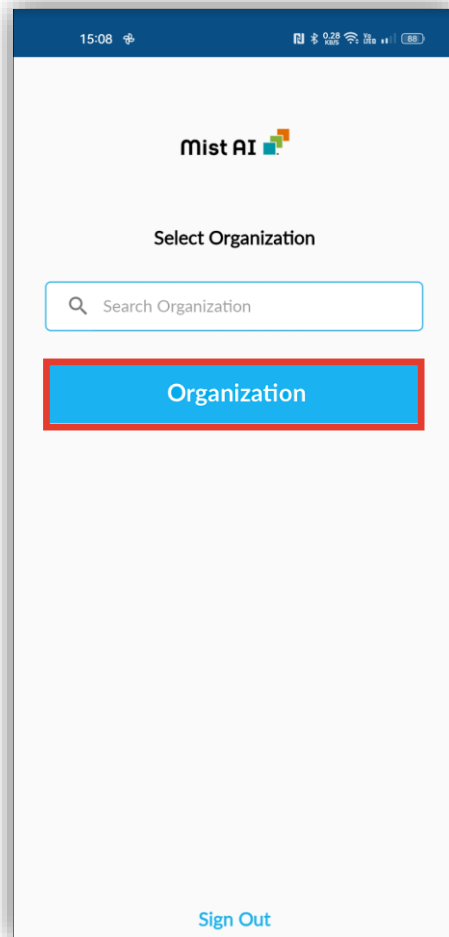 15:08 0.28 KB/S 88
Mist AI
Select Organization
Search Organization
Organization
Sign Out